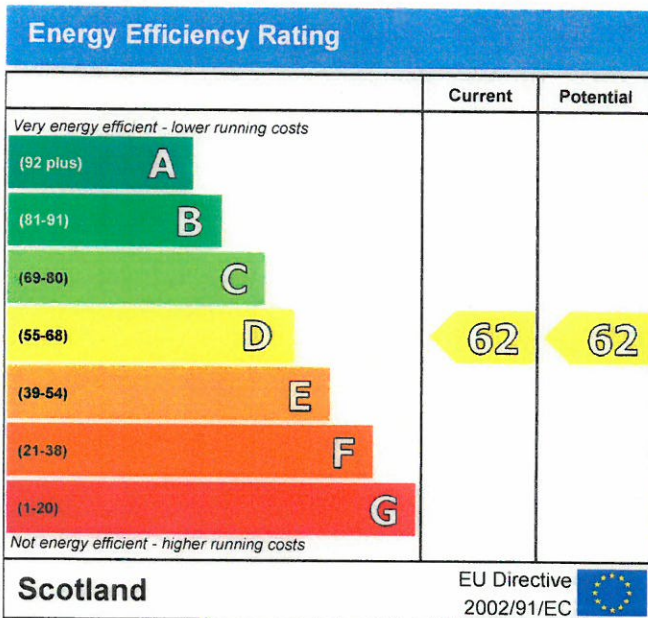 Energy Efficiency Rating
Current Potential
Very energy efficient - lower running costs
(92 plus) A
(81-91) B
(69-80) C
(55-68) D 62 62
(39-54) E
(21-38) F
(1-20) G
Not energy efficient - higher running costs
Scotland
EU Directive
2002/91/EC